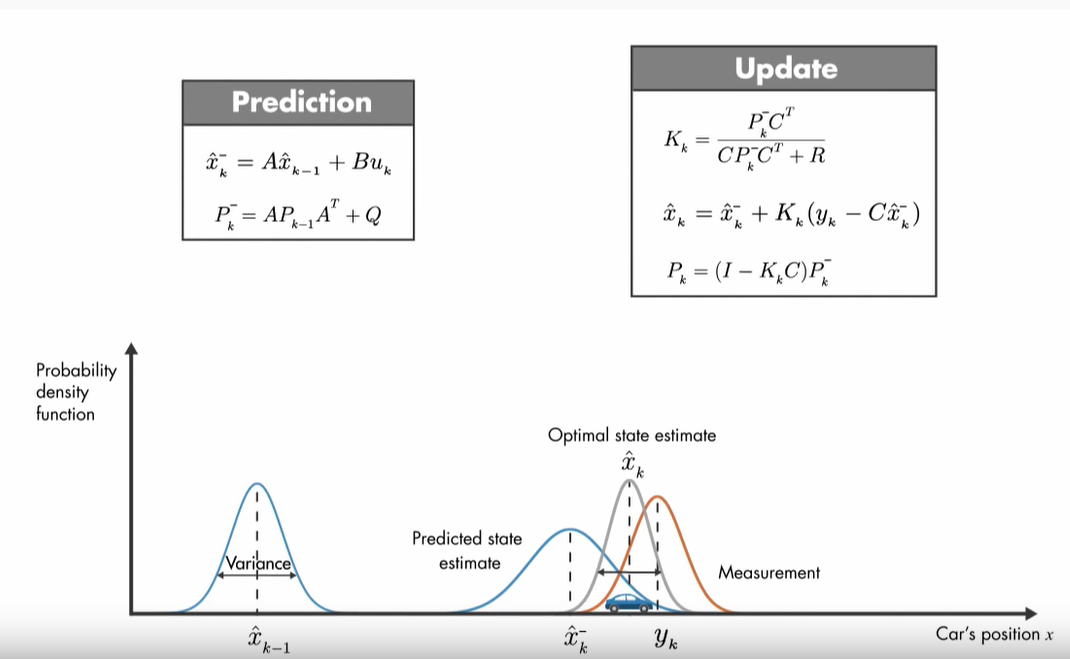 Prediction
x̂ₖ⁻ = Ax̂ₖ₋₁ + Buₖ
Pₖ⁻ = APₖ₋₁Aᵀ + Q
Update
Kₖ = Pₖ⁻Cᵀ / CPₖ⁻Cᵀ + R
x̂ₖ = x̂ₖ⁻ + Kₖ(yₖ − Cx̂ₖ⁻)
Pₖ = (I − KₖC)Pₖ⁻
Probability
density
function
Optimal state estimate
x̂ₖ
Predicted state
estimate
Variance
Measurement
x̂ₖ₋₁
x̂ₖ⁻
yₖ
Car's position x